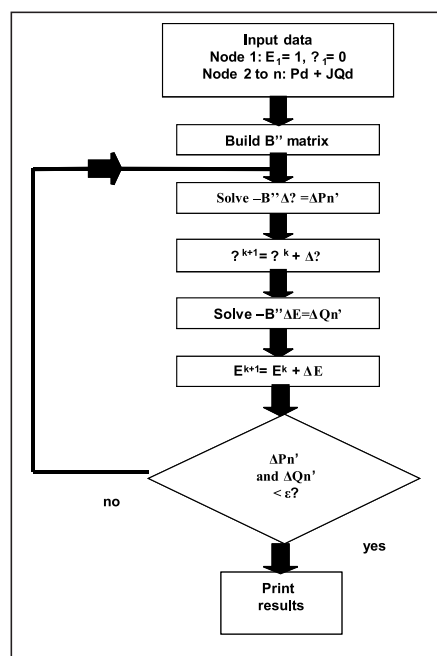 Input data
Node 1: E₁= 1, ?₁= 0
Node 2 to n: Pd + JQd
Build B'' matrix
Solve –B''Δ? =ΔPn'
?ᵏ⁺¹= ?ᵏ + Δ?
Solve –B''ΔE=ΔQn'
Eᵏ⁺¹= Eᵏ + ΔE
ΔPn'
and ΔQn'
< ε?
no
yes
Print
results